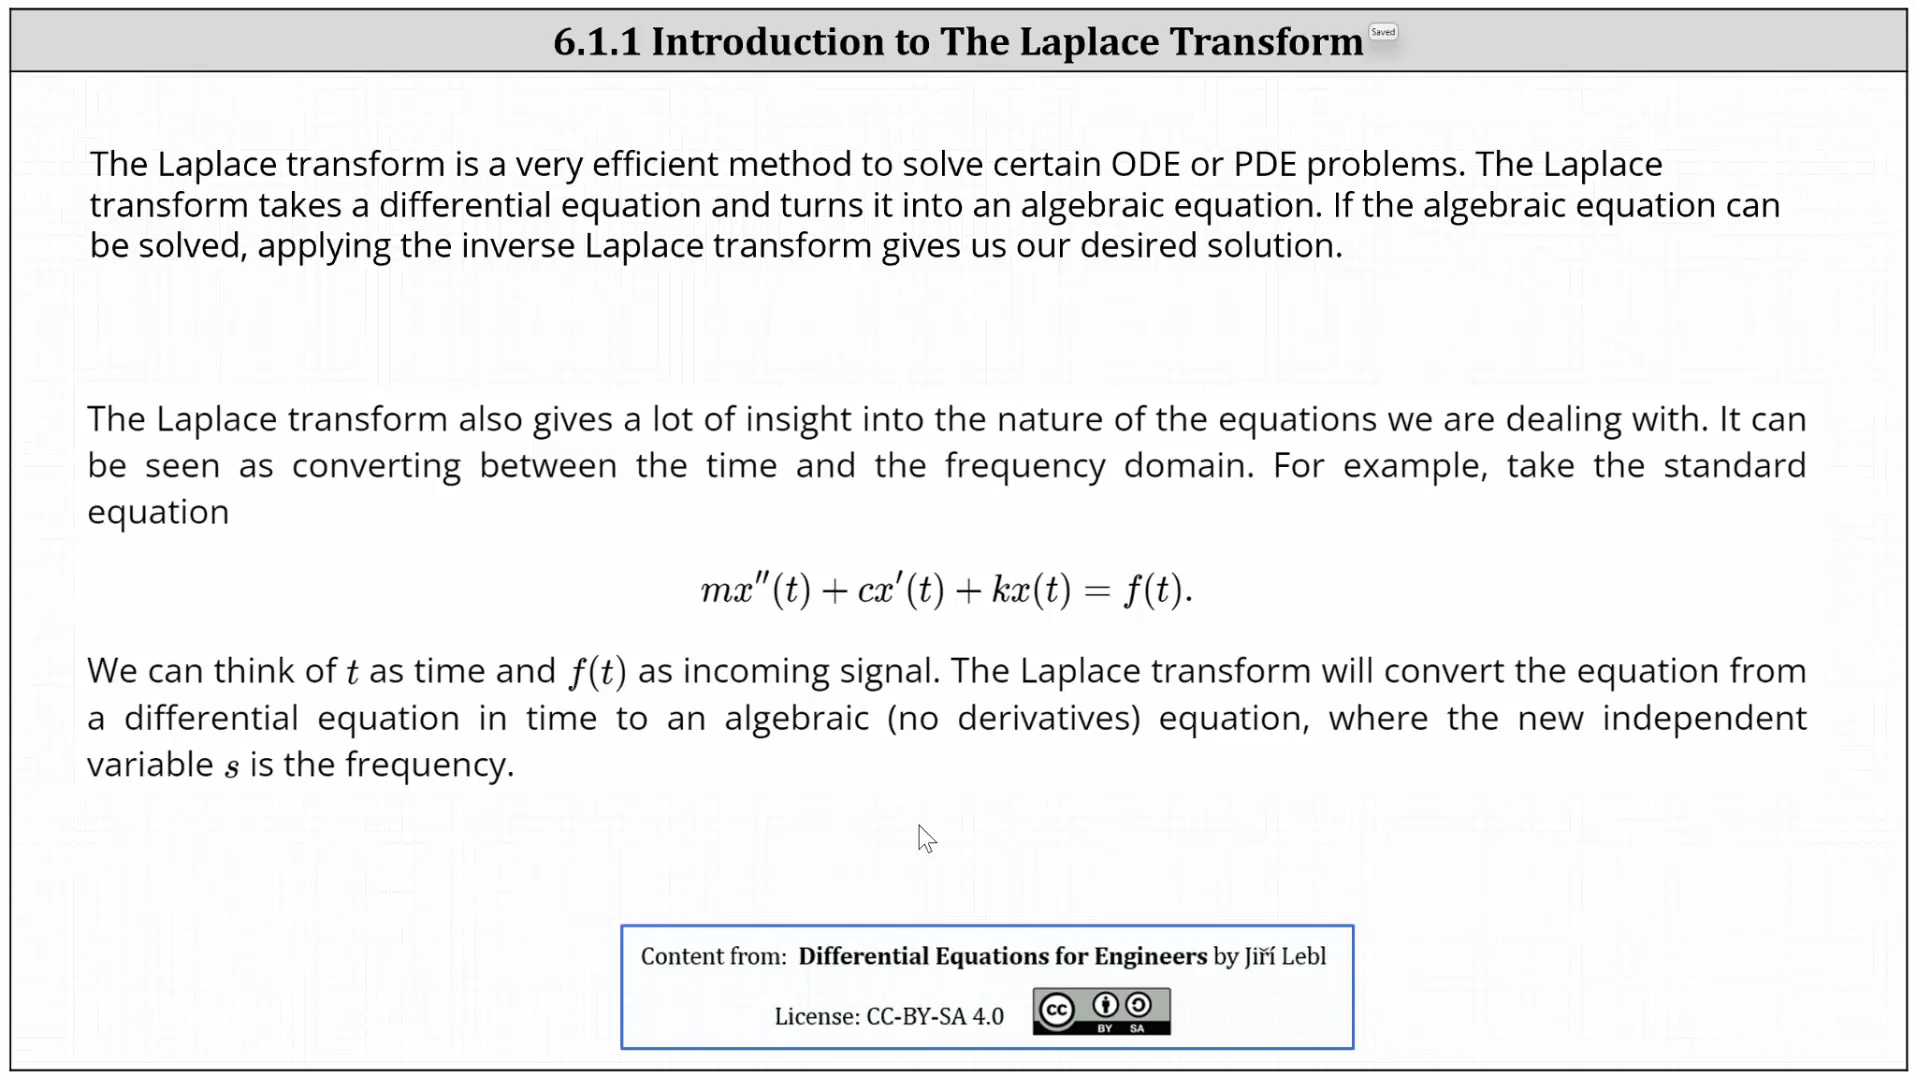 6.1.1 Introduction to The Laplace Transform
Saved
The Laplace transform is a very efficient method to solve certain ODE or PDE problems. The Laplace
transform takes a differential equation and turns it into an algebraic equation. If the algebraic equation can
be solved, applying the inverse Laplace transform gives us our desired solution.
The Laplace transform also gives a lot of insight into the nature of the equations we are dealing with. It can
be seen as converting between the time and the frequency domain. For example, take the standard
equation
mx″(t) + cx′(t) + kx(t) = f(t).
We can think of t as time and f(t) as incoming signal. The Laplace transform will convert the equation from
a differential equation in time to an algebraic (no derivatives) equation, where the new independent
variable s is the frequency.
Content from: Differential Equations for Engineers by Jiří Lebl
License: CC-BY-SA 4.0
cc
BY SA